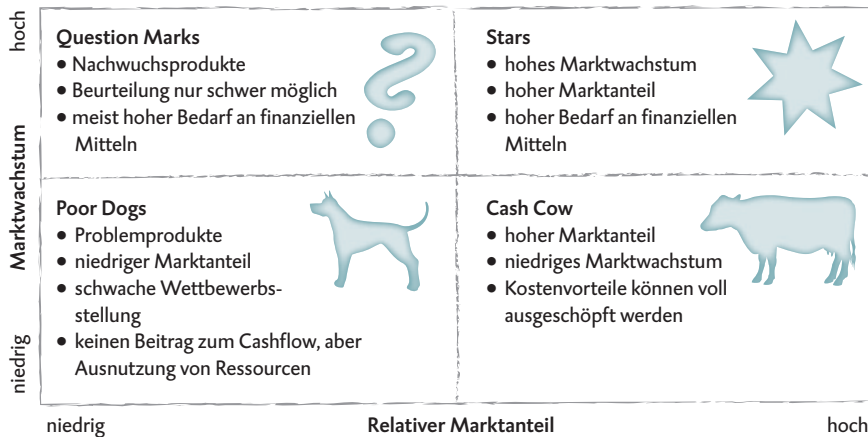 hoch
Question Marks
• Nachwuchsprodukte
• Beurteilung nur schwer möglich
• meist hoher Bedarf an finanziellen
Mitteln
Stars
• hohes Marktwachstum
• hoher Marktanteil
• hoher Bedarf an finanziellen
Mitteln
Marktwachstum
Poor Dogs
• Problemprodukte
• niedriger Marktanteil
• schwache Wettbewerbs-
stellung
• keinen Beitrag zum Cashflow, aber
Ausnutzung von Ressourcen
Cash Cow
• hoher Marktanteil
• niedriges Marktwachstum
• Kostenvorteile können voll
ausgeschöpft werden
niedrig
niedrig
Relativer Marktanteil
hoch